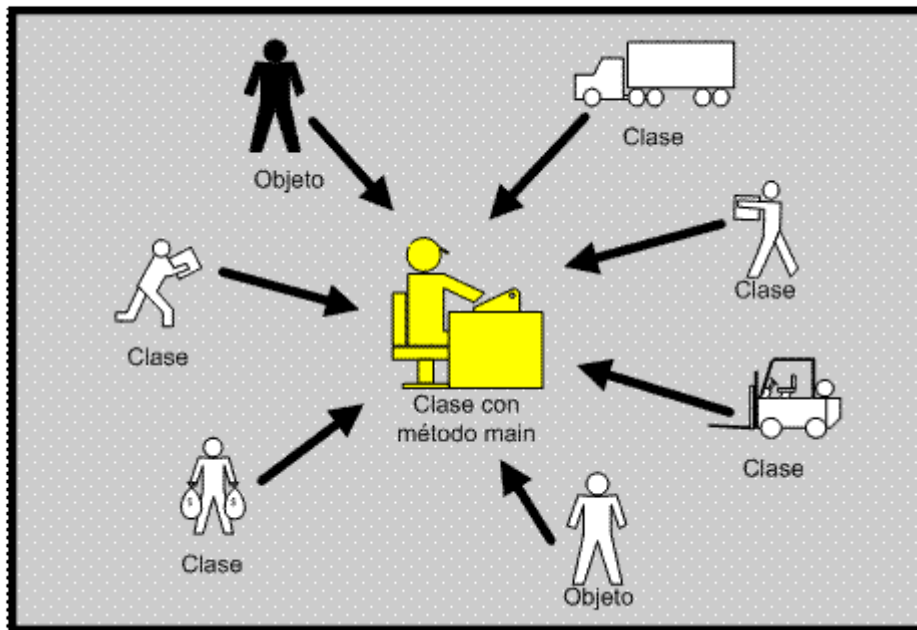 Clase
Objeto
Clase
Clase
Clase con
método main
Clase
Clase
Objeto
$ $